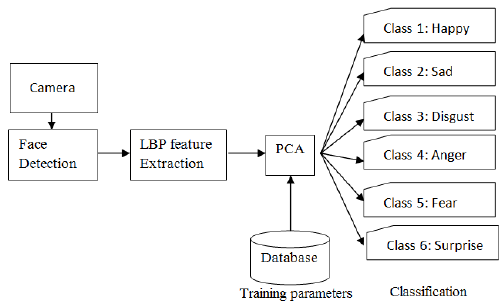 Camera
Face
Detection
LBP feature
Extraction
PCA
Class 1: Happy
Class 2: Sad
Class 3: Disgust
Class 4: Anger
Class 5: Fear
Class 6: Surprise
Database
Training parameters
Classification